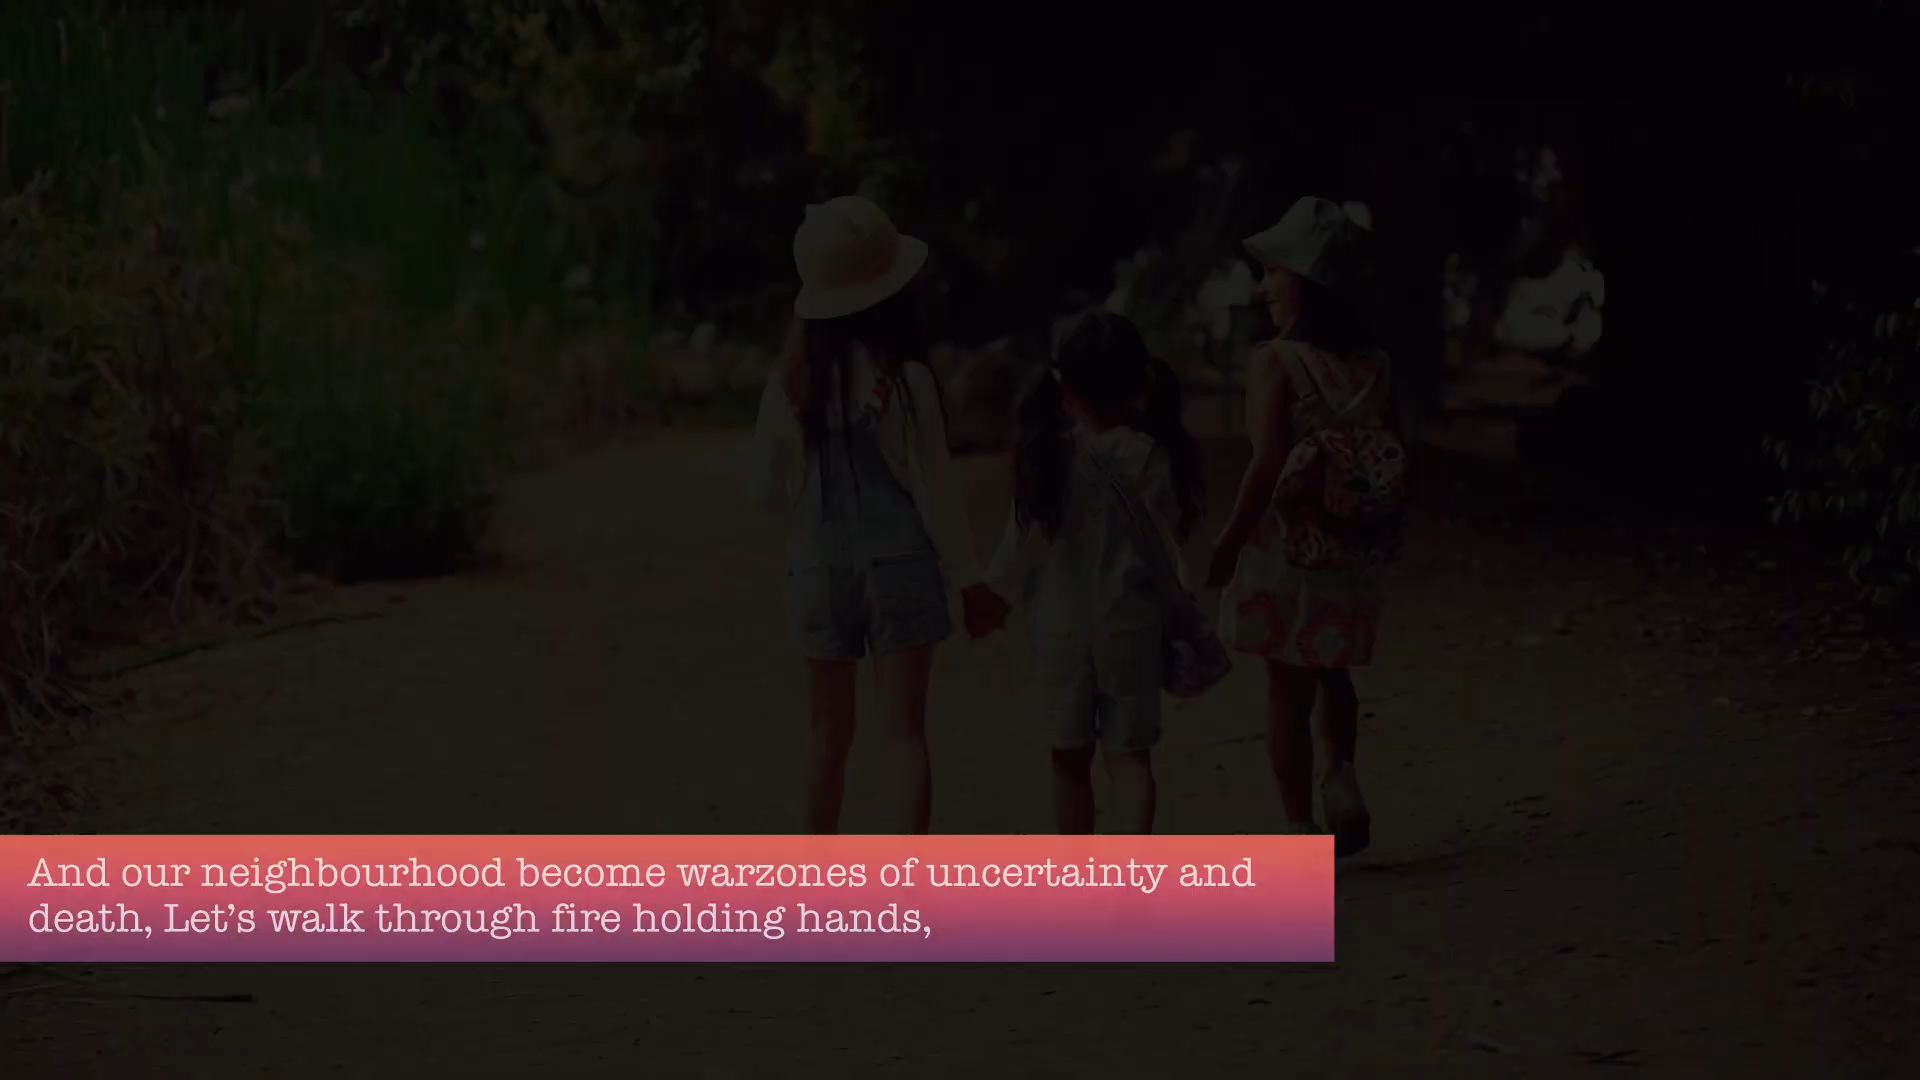 And our neighbourhood become warzones of uncertainty and
death, Let’s walk through fire holding hands,